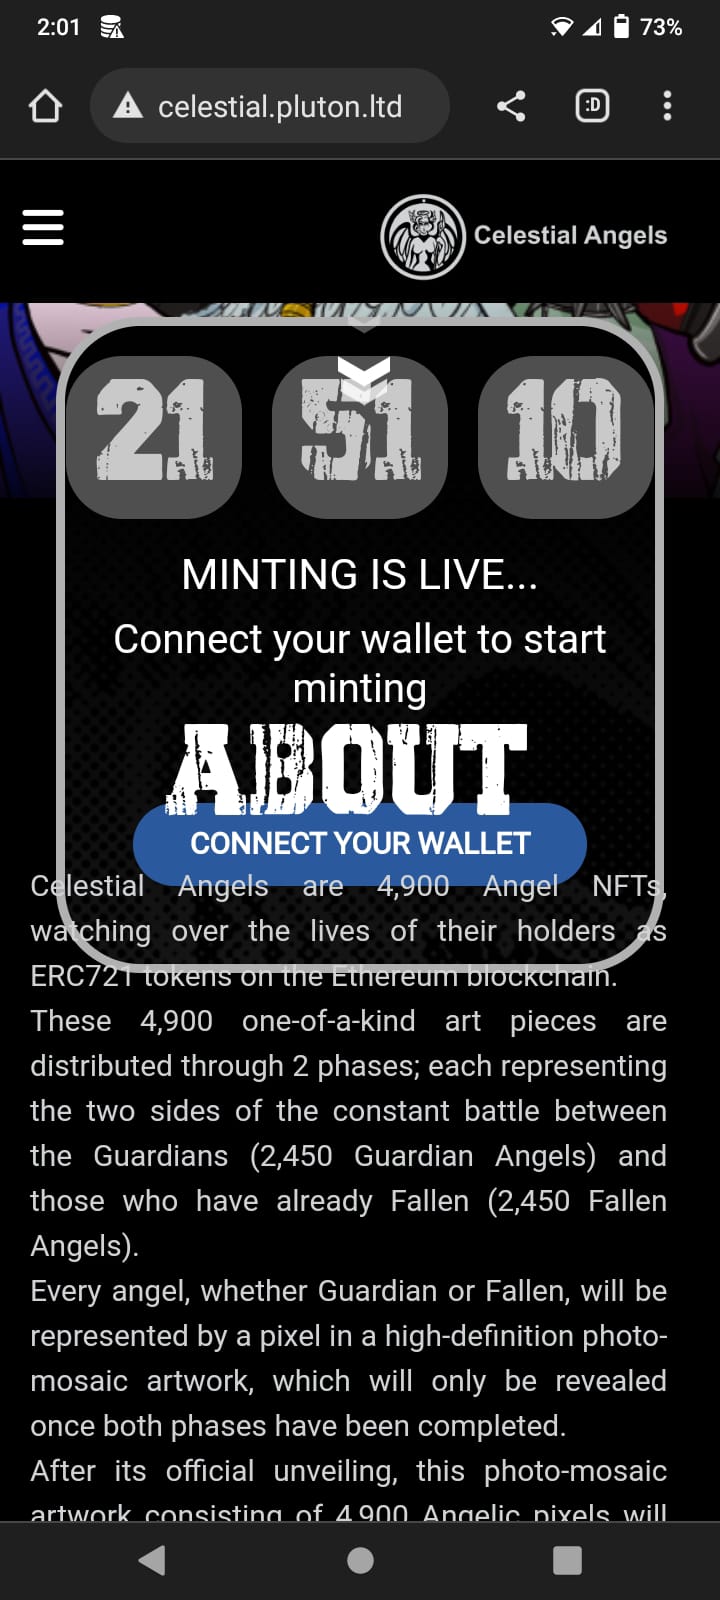 2:01
73%
celestial.pluton.ltd
:D
Celestial Angels
21 51 10
MINTING IS LIVE...
Connect your wallet to start
minting
ABOUT
CONNECT YOUR WALLET
Celestial Angels are 4,900 Angel NFTs,
watching over the lives of their holders as
ERC721 tokens on the Ethereum blockchain.
These 4,900 one-of-a-kind art pieces are
distributed through 2 phases; each representing
the two sides of the constant battle between
the Guardians (2,450 Guardian Angels) and
those who have already Fallen (2,450 Fallen
Angels).
Every angel, whether Guardian or Fallen, will be
represented by a pixel in a high-definition photo-
mosaic artwork, which will only be revealed
once both phases have been completed.
After its official unveiling, this photo-mosaic
artwork consisting of 4,900 Angelic pixels will